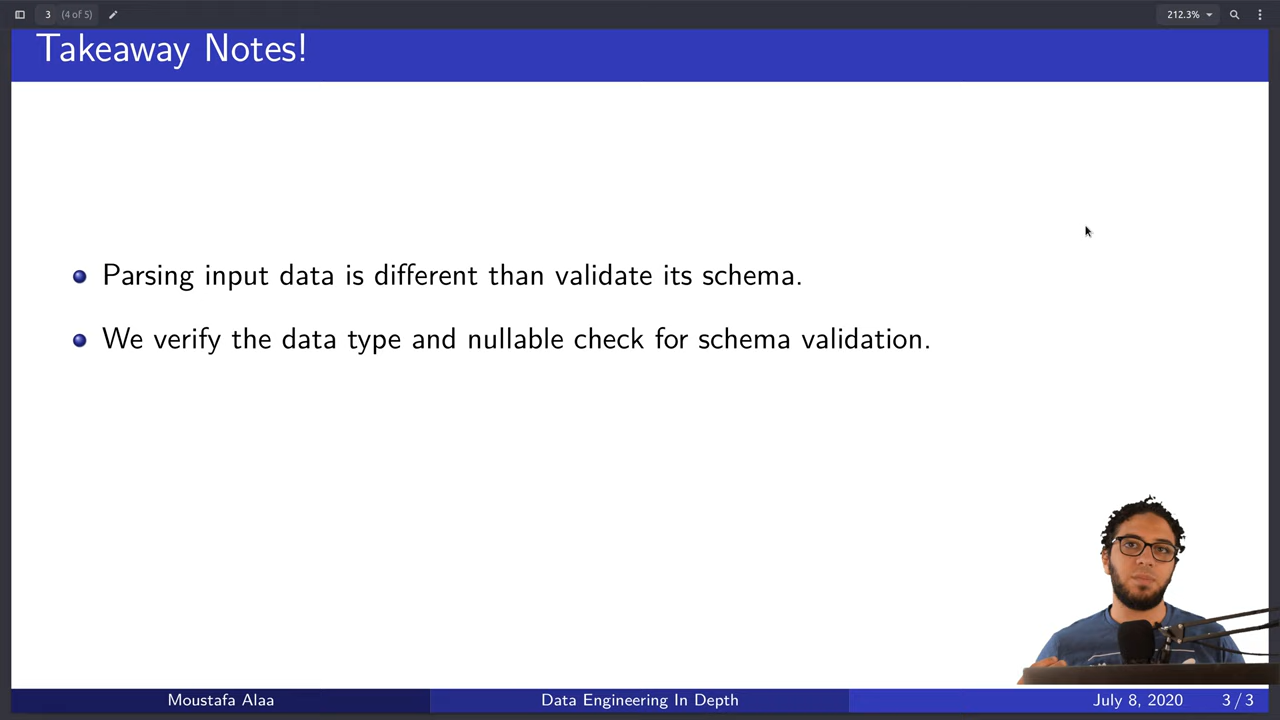 3 (4 of 5) 212.3%
Takeaway Notes!
Parsing input data is different than validate its schema.
We verify the data type and nullable check for schema validation.
Moustafa Alaa Data Engineering In Depth July 8, 2020 3 / 3